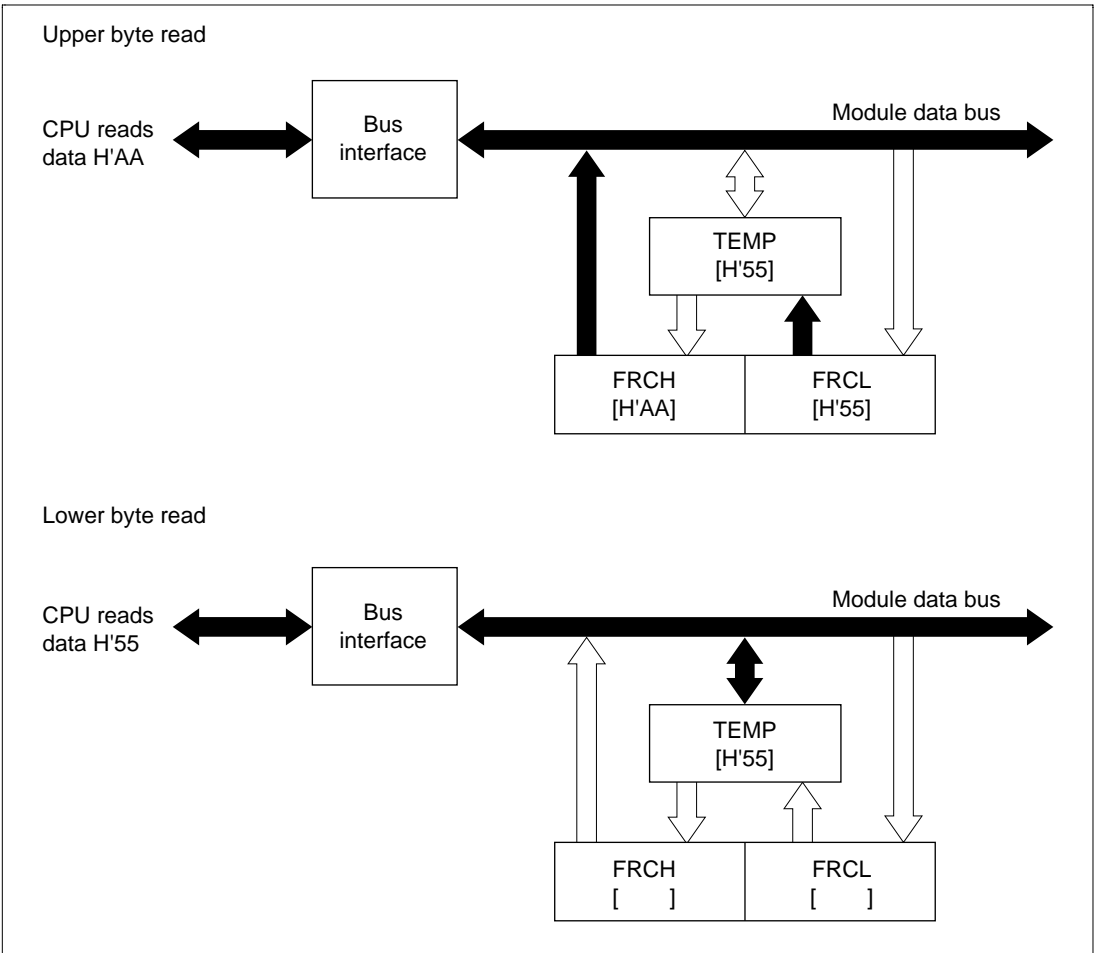 Upper byte read
CPU reads
data H'AA
Bus
interface
Module data bus
TEMP
[H'55]
FRCH
[H'AA]
FRCL
[H'55]
Lower byte read
CPU reads
data H'55
Bus
interface
Module data bus
TEMP
[H'55]
FRCH
[ ]
FRCL
[ ]